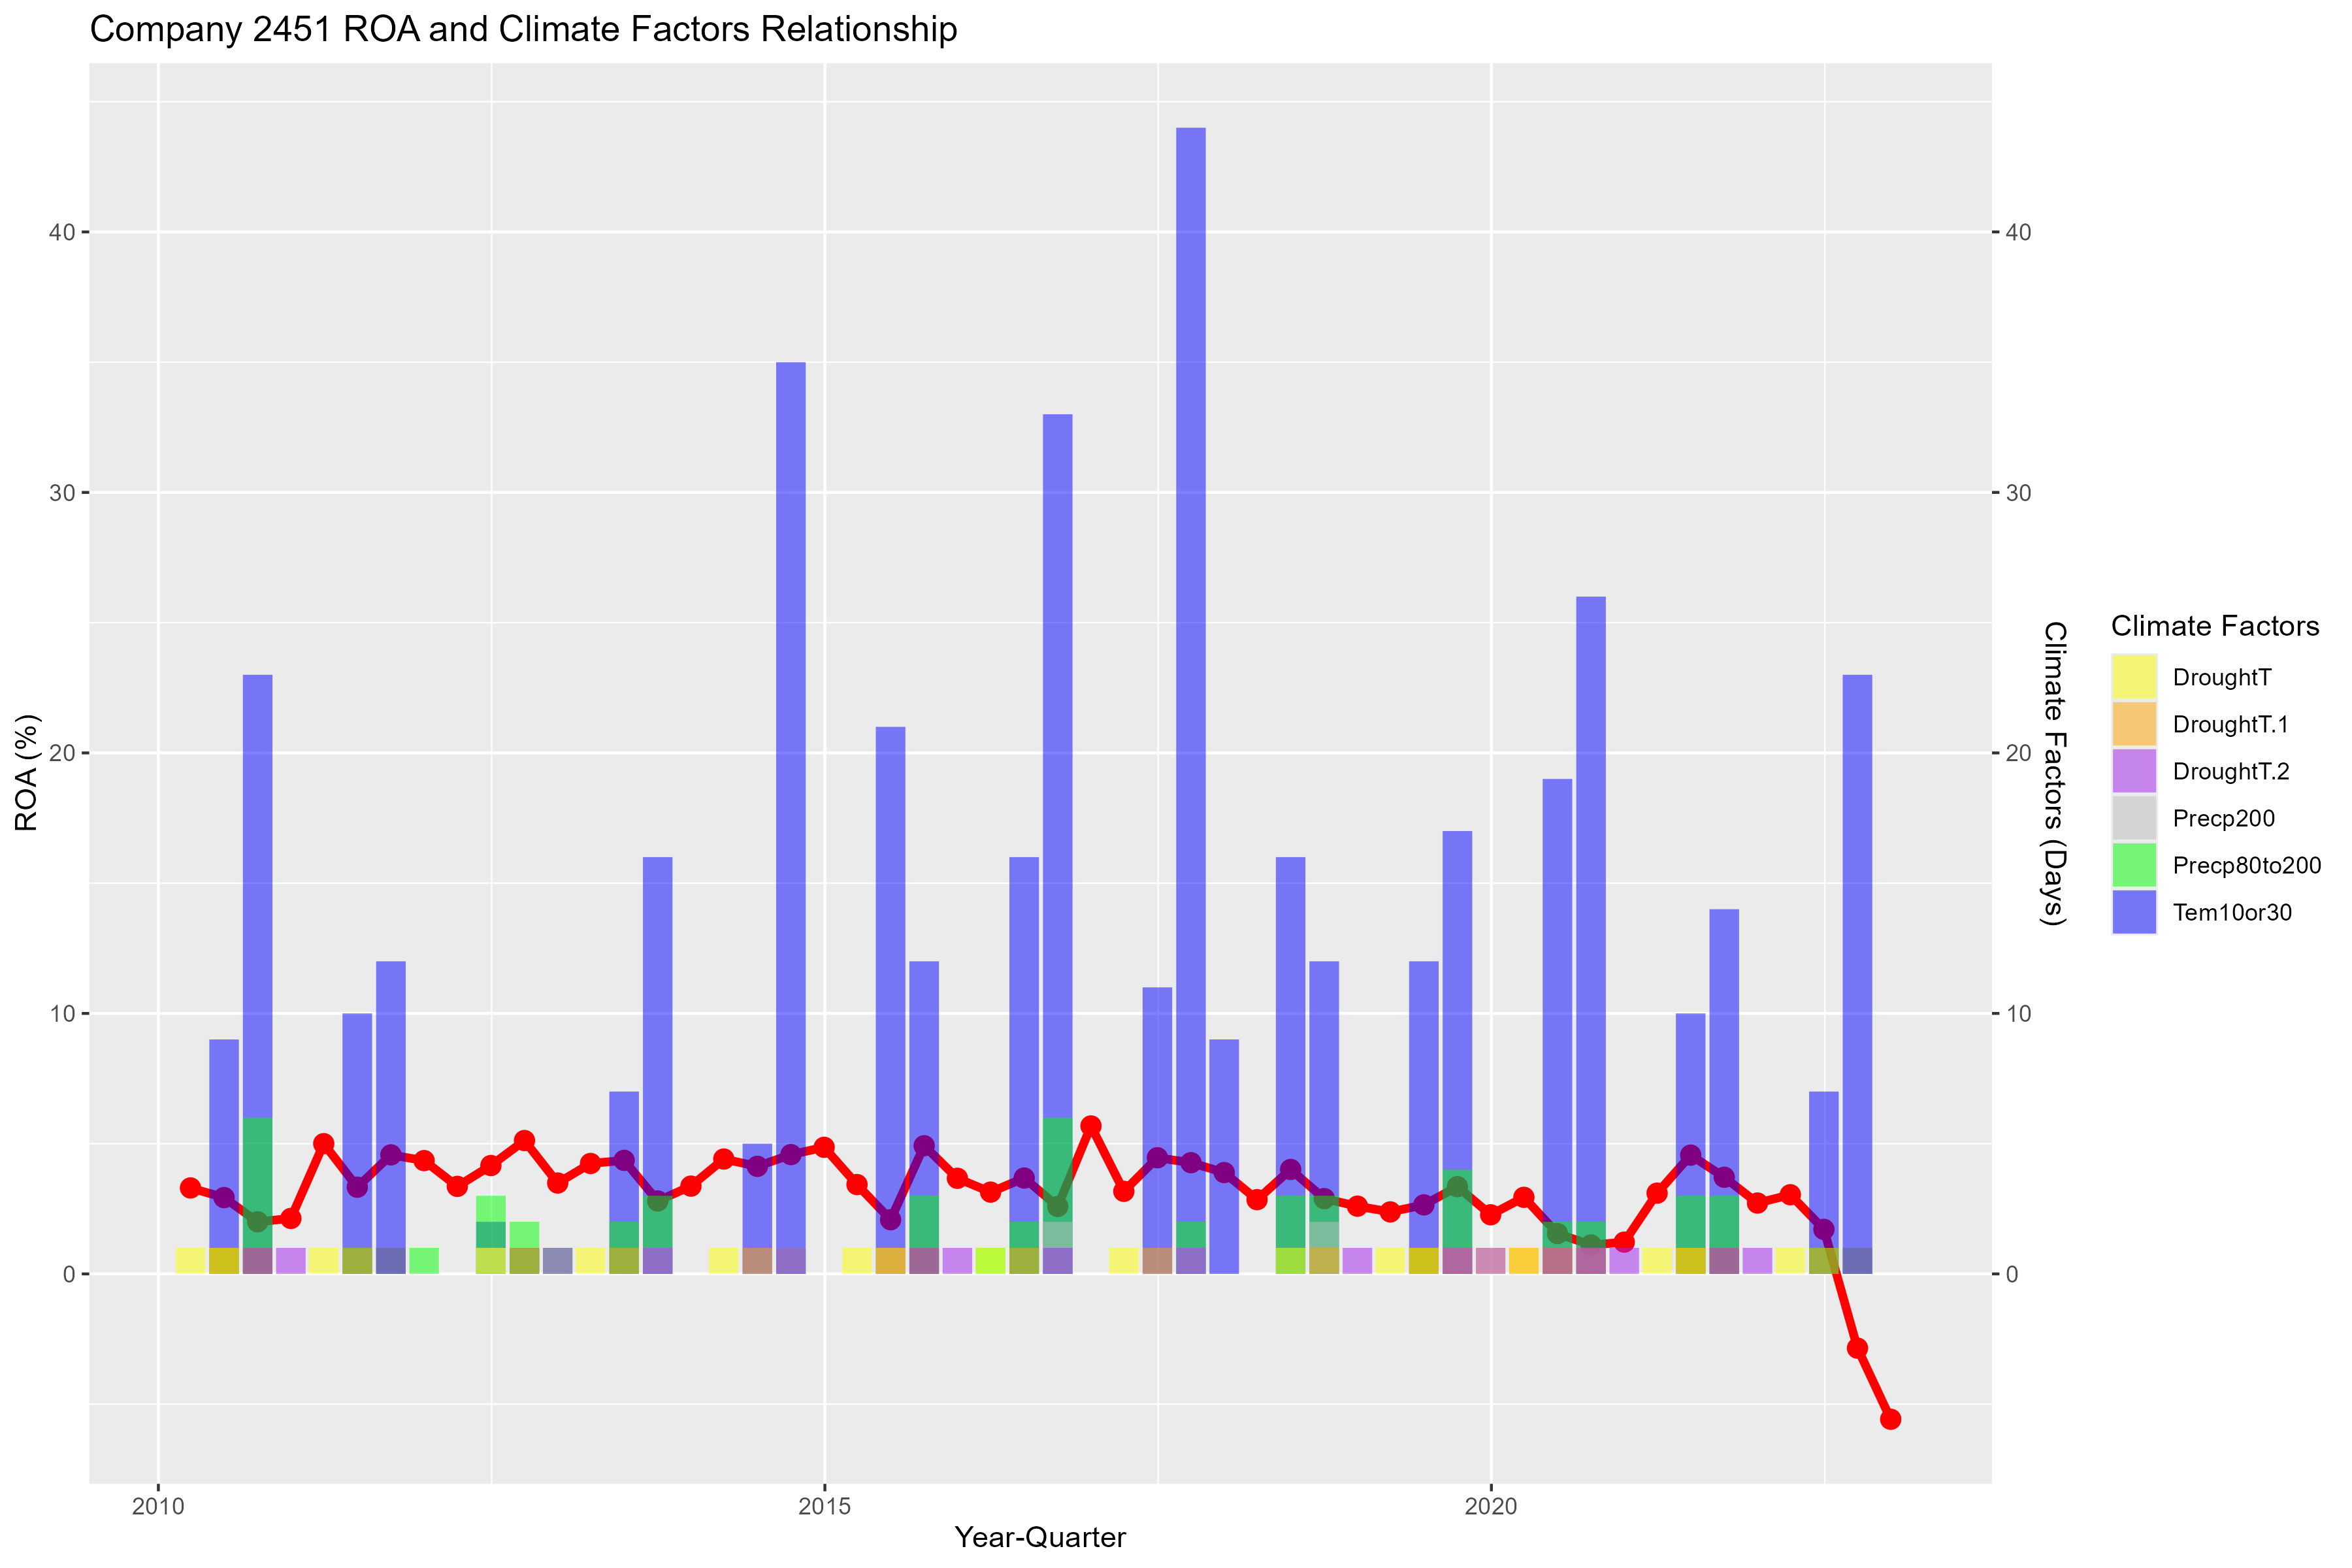 Company 2451 ROA and Climate Factors Relationship
ROA (%)
40
30
20
10
0
40
30
20
10
0
Climate Factors (Days)
2010
2015
2020
Year-Quarter
Climate Factors
DroughtT
DroughtT.1
DroughtT.2
Precp200
Precp80to200
Tem10or30